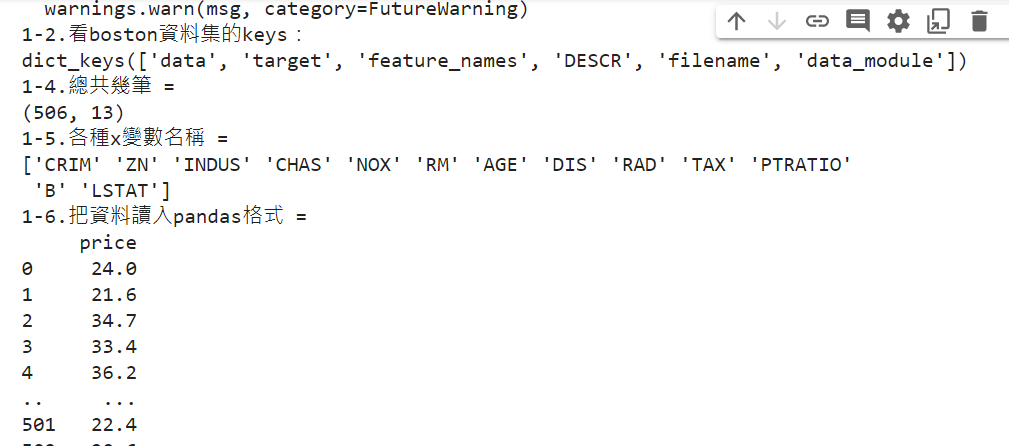 warnings.warn(msg, category=FutureWarning)
1-2.看boston資料集的keys：
dict_keys(['data', 'target', 'feature_names', 'DESCR', 'filename', 'data_module'])
1-4.總共幾筆 =
(506, 13)
1-5.各種x變數名稱 =
['CRIM' 'ZN' 'INDUS' 'CHAS' 'NOX' 'RM' 'AGE' 'DIS' 'RAD' 'TAX' 'PTRATIO'
'B' 'LSTAT']
1-6.把資料讀入pandas格式 =
price
0 24.0
1 21.6
2 34.7
3 33.4
4 36.2
.. ...
501 22.4